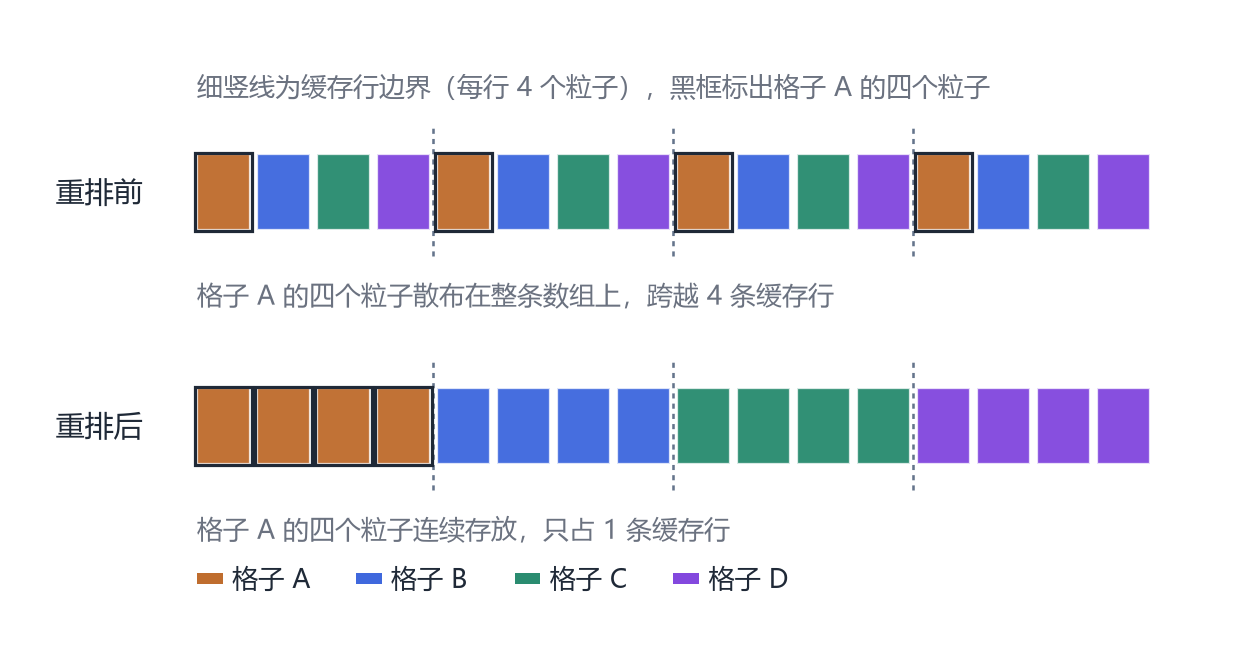 细竖线为缓存行边界（每行 4 个粒子），黑框标出格子 A 的四个粒子
重排前
格子 A 的四个粒子散布在整条数组上，跨越 4 条缓存行
重排后
格子 A 的四个粒子连续存放，只占 1 条缓存行
格子 A 格子 B 格子 C 格子 D